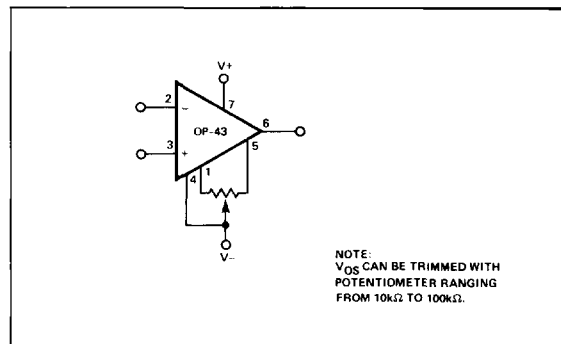 V+
2
7
−
OP-43
6
3
+
5
4
1
V−
NOTE:
VOS CAN BE TRIMMED WITH
POTENTIOMETER RANGING
FROM 10kΩ TO 100kΩ.